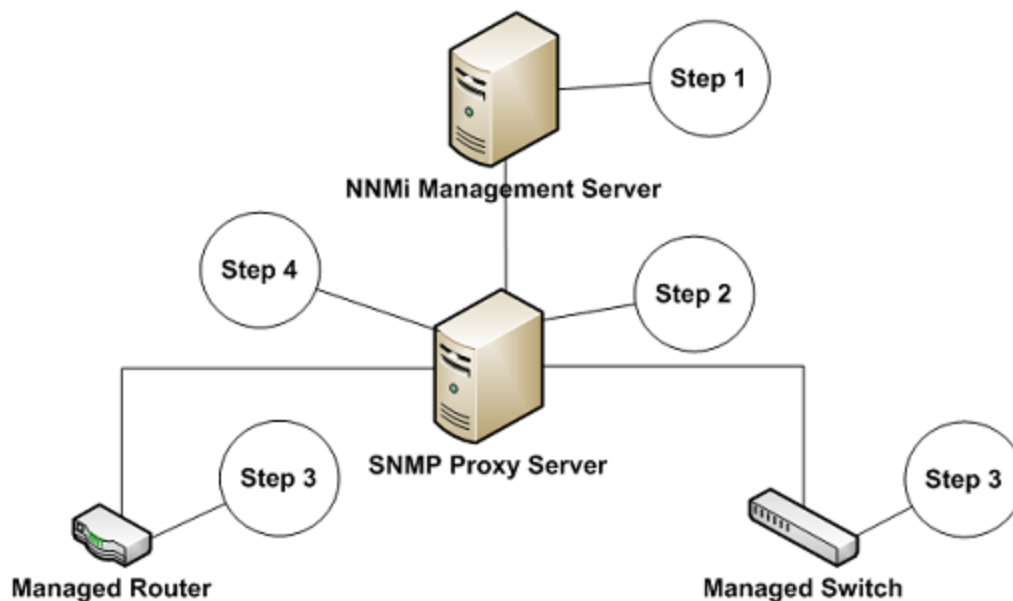 Step 1
NNMi Management Server
Step 4
Step 2
SNMP Proxy Server
Step 3
Step 3
Managed Router
Managed Switch